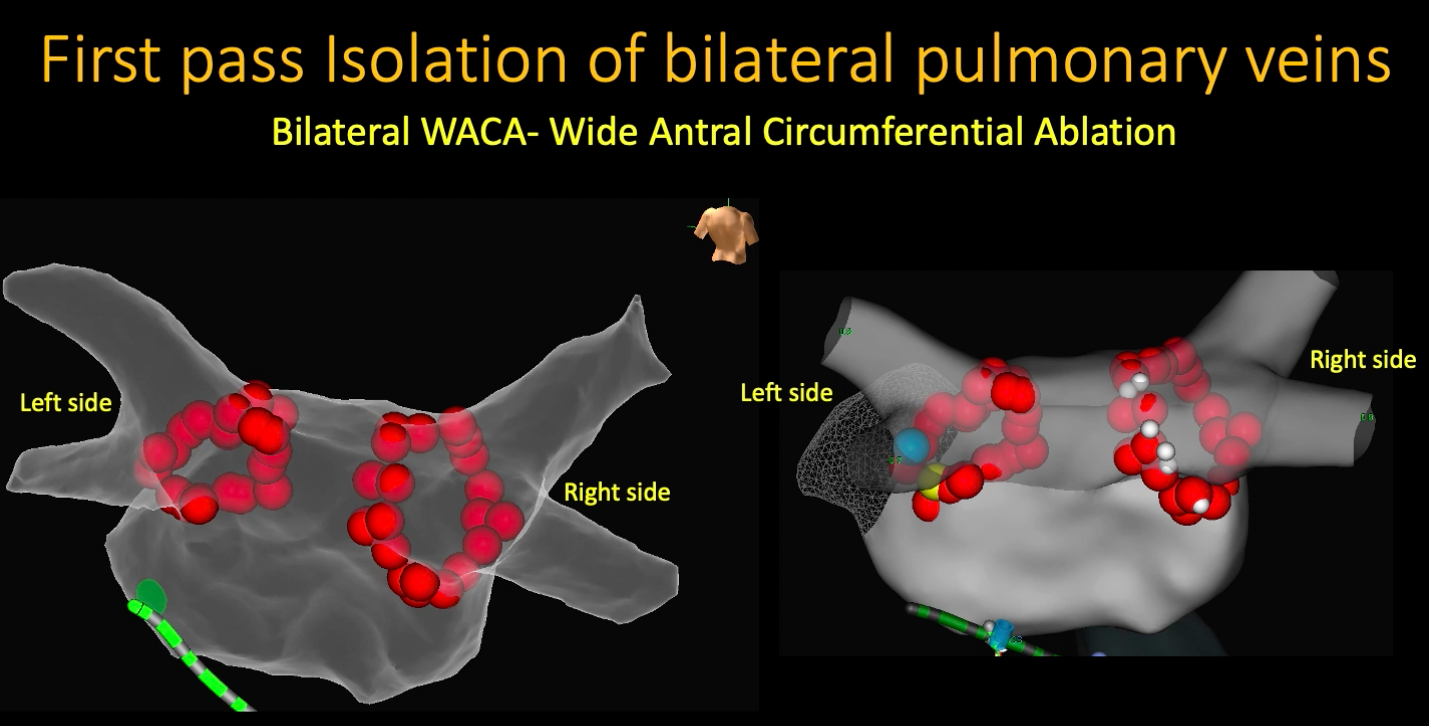 First pass Isolation of bilateral pulmonary veins
Bilateral WACA- Wide Antral Circumferential Ablation
Left side
Right side
Left side
Right side